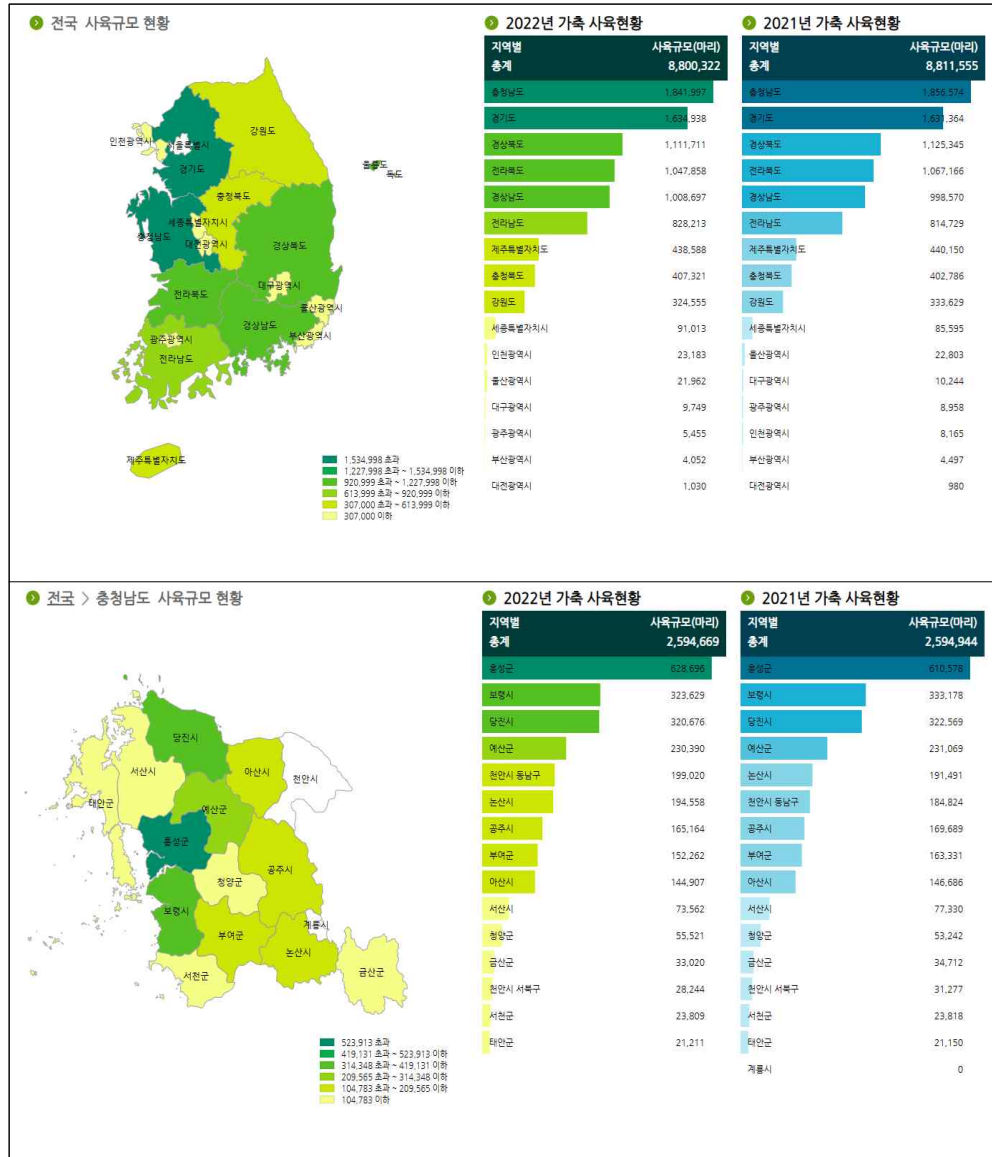 전국 사육규모 현황
인천광역시
서울특별시
경기도
강원도
울릉도
독도
충청북도
세종특별자치시
충청남도
대전광역시
경상북도
대구광역시
전라북도
울산광역시
경상남도
부산광역시
광주광역시
전라남도
제주특별자치도
1,534,998 초과
1,227,998 초과 ~ 1,534,998 이하
920,999 초과 ~ 1,227,998 이하
613,999 초과 ~ 920,999 이하
307,000 초과 ~ 613,999 이하
307,000 이하
2022년 가축 사육현황
지역별 사육규모(마리)
총계 8,800,322
충청남도 1,841,997
경기도 1,634,938
경상북도 1,111,711
전라북도 1,047,858
경상남도 1,008,697
전라남도 828,213
제주특별자치도 438,588
충청북도 407,321
강원도 324,555
세종특별자치시 91,013
인천광역시 23,183
울산광역시 21,962
대구광역시 9,749
광주광역시 5,455
부산광역시 4,052
대전광역시 1,030
2021년 가축 사육현황
지역별 사육규모(마리)
총계 8,811,555
충청남도 1,856,574
경기도 1,631,364
경상북도 1,125,345
전라북도 1,067,166
경상남도 998,570
전라남도 814,729
제주특별자치도 440,150
충청북도 402,786
강원도 333,629
세종특별자치시 85,595
울산광역시 22,803
대구광역시 10,244
광주광역시 8,958
인천광역시 8,165
부산광역시 4,497
대전광역시 980
전국 > 충청남도 사육규모 현황
당진시
서산시
아산시
천안시
태안군
예산군
홍성군
공주시
청양군
보령시
계룡시
부여군
논산시
서천군
금산군
523,913 초과
419,131 초과 ~ 523,913 이하
314,348 초과 ~ 419,131 이하
209,565 초과 ~ 314,348 이하
104,783 초과 ~ 209,565 이하
104,783 이하
2022년 가축 사육현황
지역별 사육규모(마리)
총계 2,594,669
홍성군 628,696
보령시 323,629
당진시 320,676
예산군 230,390
천안시 동남구 199,020
논산시 194,558
공주시 165,164
부여군 152,262
아산시 144,907
서산시 73,562
청양군 55,521
금산군 33,020
천안시 서북구 28,244
서천군 23,809
태안군 21,211
2021년 가축 사육현황
지역별 사육규모(마리)
총계 2,594,944
홍성군 610,578
보령시 333,178
당진시 322,569
예산군 231,069
논산시 191,491
천안시 동남구 184,824
공주시 169,689
부여군 163,331
아산시 146,686
서산시 77,330
청양군 53,242
금산군 34,712
천안시 서북구 31,277
서천군 23,818
태안군 21,150
계룡시 0